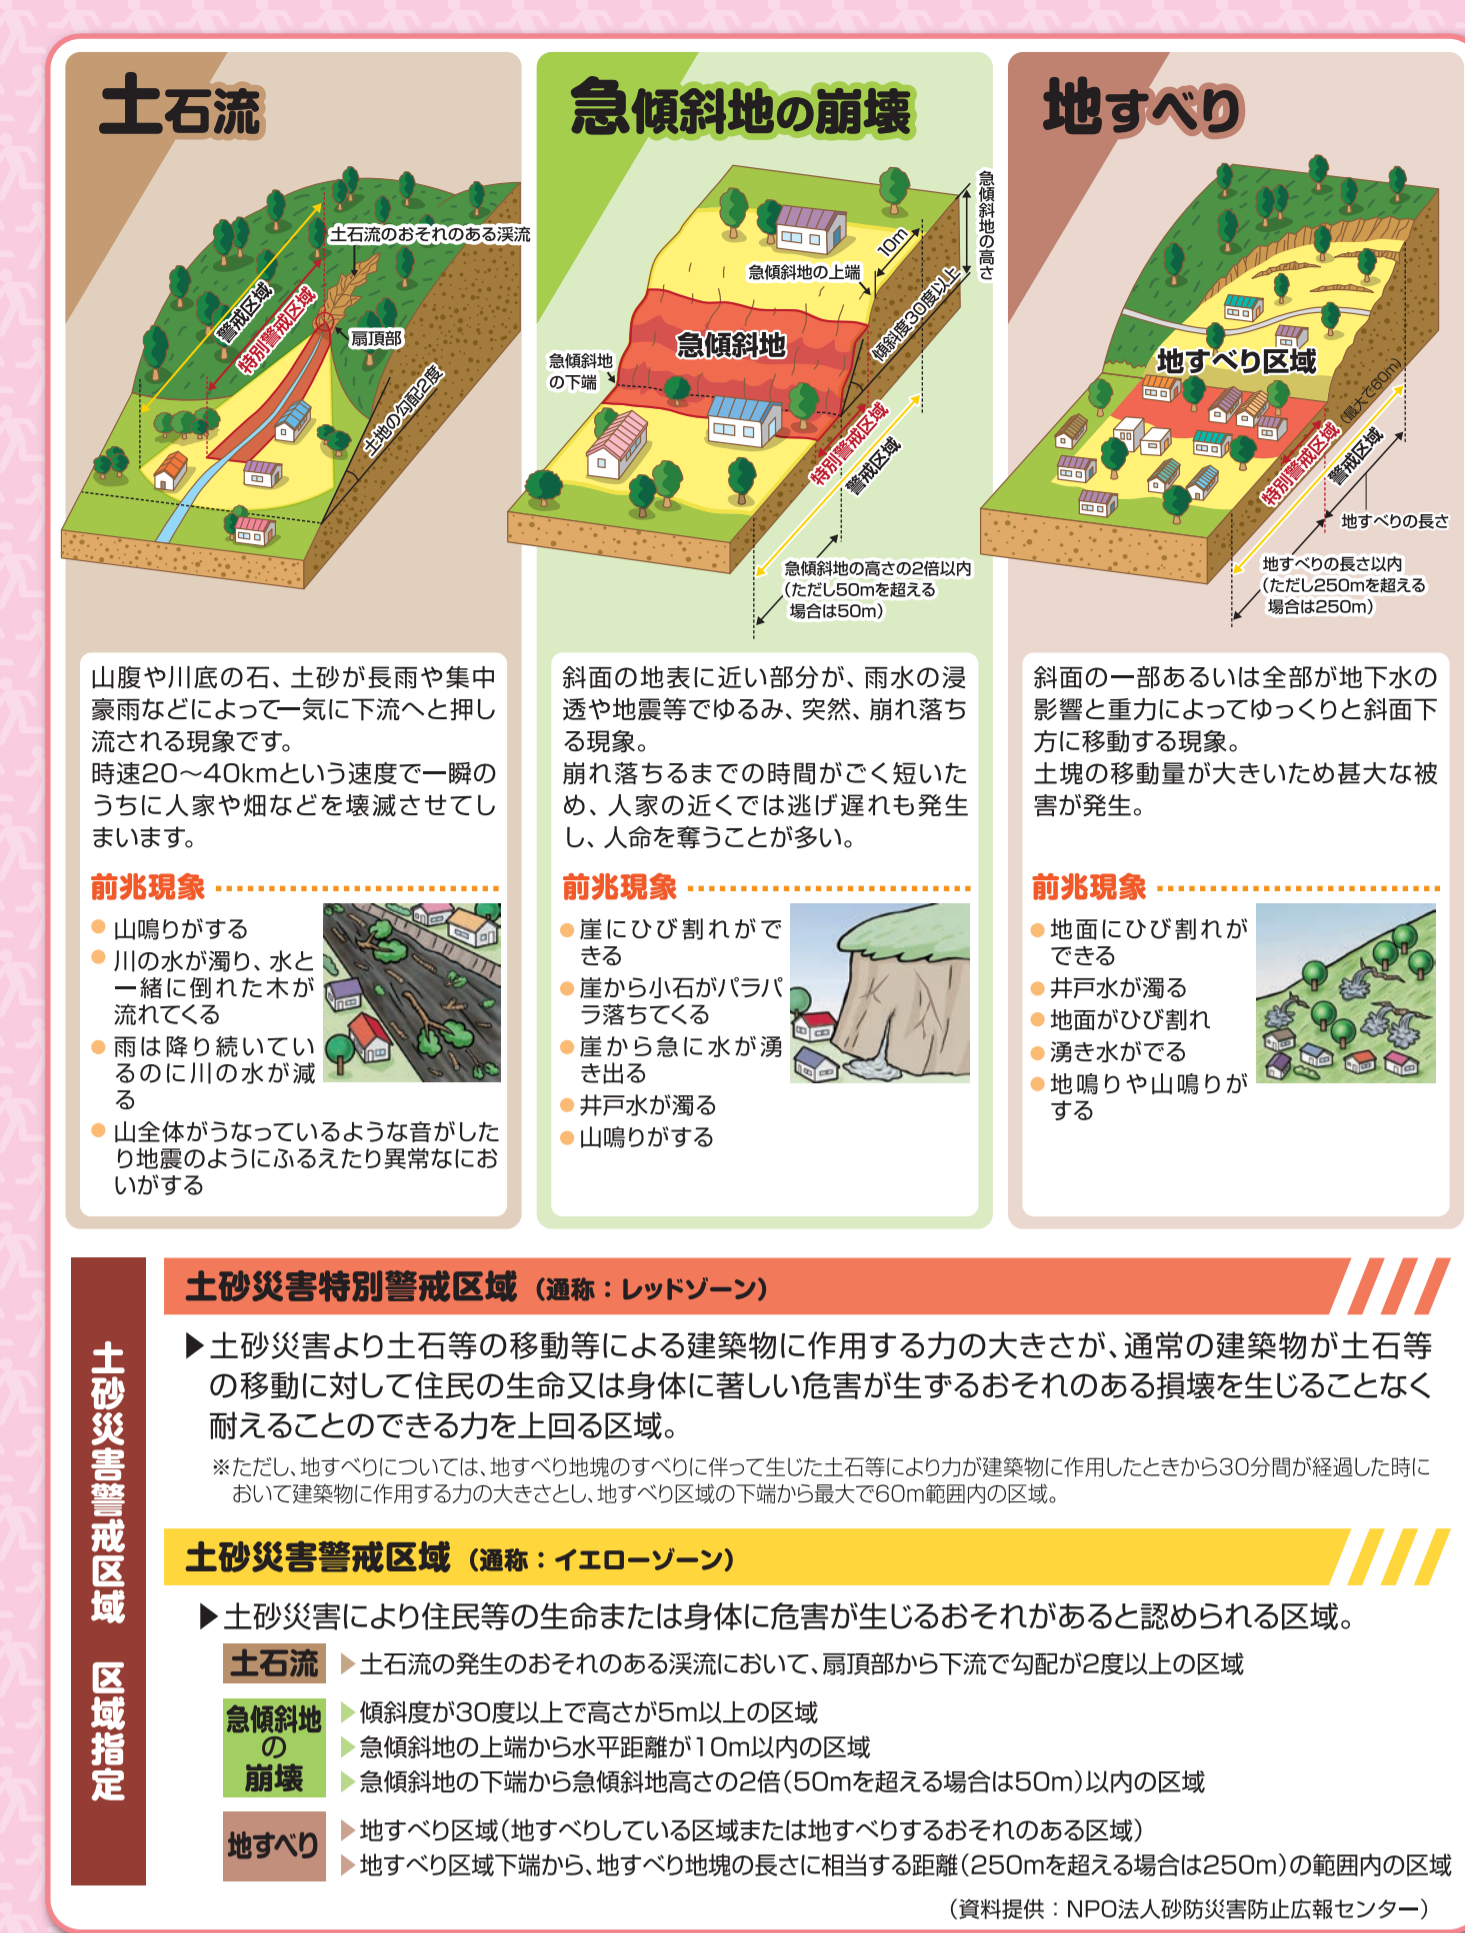 土石流
土石流のおそれのある渓流
警戒区域
特別警戒区域
扇頂部
土地の勾配2度
山腹や川底の石、土砂が長雨や集中
豪雨などによって一気に下流へと押し
流される現象です。
時速20〜40kmという速度で一瞬の
うちに人家や畑などを壊滅させてし
まいます。
前兆現象
● 山鳴りがする
● 川の水が濁り、水と
一緒に倒れた木が
流れてくる
● 雨は降り続いてい
るのに川の水が減
る
● 山全体がうなっているような音がした
り地震のようにふるえたり異常なにお
いがする
急傾斜地の崩壊
急傾斜地の高さ
10m
急傾斜地の上端
傾斜度30度以上
急傾斜地
急傾斜地
の下端
特別警戒区域
警戒区域
急傾斜地の高さの2倍以内
(ただし50mを超える
場合は50m)
斜面の地表に近い部分が、雨水の浸
透や地震等でゆるみ、突然、崩れ落ち
る現象。
崩れ落ちるまでの時間がごく短いた
め、人家の近くでは逃げ遅れも発生
し、人命を奪うことが多い。
前兆現象
● 崖にひび割れがで
きる
● 崖から小石がパラパ
ラ落ちてくる
● 崖から急に水が湧
き出る
● 井戸水が濁る
● 山鳴りがする
地すべり
地すべり区域
特別警戒区域(最大で60m)
警戒区域
地すべりの長さ
地すべりの長さ以内
(ただし250mを超える
場合は250m)
斜面の一部あるいは全部が地下水の
影響と重力によってゆっくりと斜面下
方に移動する現象。
土塊の移動量が大きいため甚大な被
害が発生。
前兆現象
● 地面にひび割れが
できる
● 井戸水が濁る
● 地面がひび割れ
● 湧き水がでる
● 地鳴りや山鳴りが
する
土砂災害警戒区域 区域指定
土砂災害特別警戒区域(通称:レッドゾーン)
▶土砂災害より土石等の移動等による建築物に作用する力の大きさが、通常の建築物が土石等
の移動に対して住民の生命又は身体に著しい危害が生ずるおそれのある損壊を生じることなく
耐えることのできる力を上回る区域。
※ただし、地すべりについては、地すべり地塊のすべりに伴って生じた土石等により力が建築物に作用したときから30分間が経過した時に
おいて建築物に作用する力の大きさとし、地すべり区域の下端から最大で60m範囲内の区域。
土砂災害警戒区域(通称:イエローゾーン)
▶土砂災害により住民等の生命または身体に危害が生じるおそれがあると認められる区域。
土石流
▶土石流の発生のおそれのある渓流において、扇頂部から下流で勾配が2度以上の区域
急傾斜地
の
崩壊
▶傾斜度が30度以上で高さが5m以上の区域
▶急傾斜地の上端から水平距離が10m以内の区域
▶急傾斜地の下端から急傾斜地高さの2倍(50mを超える場合は50m)以内の区域
地すべり
▶地すべり区域(地すべりしている区域または地すべりするおそれのある区域)
▶地すべり区域下端から、地すべり地塊の長さに相当する距離(250mを超える場合は250m)の範囲内の区域
(資料提供:NPO法人砂防災害防止広報センター)